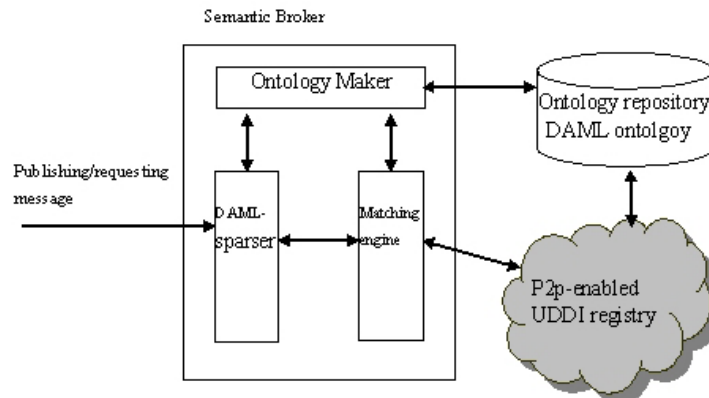 Semantic Broker
Ontology Maker
Ontology repository
DAML ontolgoy
Publishing/requesting
message
DAML-
sparser
Matching
engine
P2p-enabled
UDDI registry